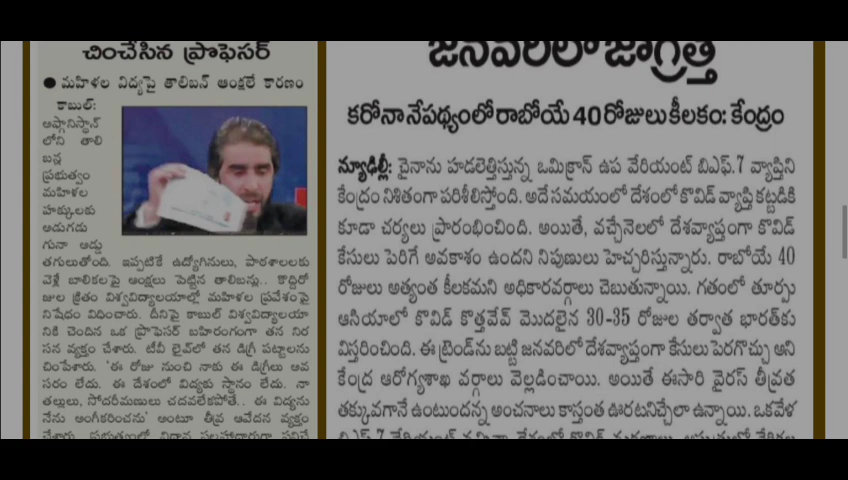 చించేసిన ప్రొఫెసర్
● మహిళల విద్యపై తాలిబన్ ఆంక్షలే కారణం
కాబుల్:
అఫ్గానిస్థాన్
లోని తాలి
బన్ల
ప్రభుత్వం
మహిళల
హక్కులకు
అడుగడు
గునా అడ్డు
తగులుతోంది. ఇప్పటికే ఉద్యోగినులు, పాఠశాలలకు
వెళ్లే బాలికలపై ఆంక్షలు పెట్టిన తాలిబన్లు.. కొద్దిరో
జుల క్రితం విశ్వవిద్యాలయాల్లో మహిళల ప్రవేశంపై
నిషేధం విధించారు. దీనిపై కాబుల్ విశ్వవిద్యాలయా
నికి చెందిన ఒక ప్రొఫెసర్ బహిరంగంగా తన నిర
సన వ్యక్తం చేశారు. టీవీ లైవ్‌లో తన డిగ్రీ పట్టాలను
చింపేశారు. 'ఈ రోజు నుంచి నాకు ఈ డిగ్రీలు అవ
సరం లేదు. ఈ దేశంలో విద్యకు స్థానం లేదు. నా
తల్లులు, సోదరీమణులు చదవలేకపోతే.. ఈ విద్యను
నేను అంగీకరించను' అంటూ తీవ్ర ఆవేదన వ్యక్తం
జనవరిలో జాగ్రత్త
కరోనా నేపథ్యంలో రాబోయే 40 రోజులు కీలకం: కేంద్రం
న్యూఢిల్లీ: చైనాను హడలెత్తిస్తున్న ఒమిక్రాన్ ఉప వేరియంట్ బిఎఫ్.7 వ్యాప్తిని
కేంద్రం నిశితంగా పరిశీలిస్తోంది. అదే సమయంలో దేశంలో కొవిడ్ వ్యాప్తి కట్టడికి
కూడా చర్యలు ప్రారంభించింది. అయితే, వచ్చేనెలలో దేశవ్యాప్తంగా కొవిడ్
కేసులు పెరిగే అవకాశం ఉందని నిపుణులు హెచ్చరిస్తున్నారు. రాబోయే 40
రోజులు అత్యంత కీలకమని అధికారవర్గాలు చెబుతున్నాయి. గతంలో తూర్పు
ఆసియాలో కొవిడ్ కొత్తవేవ్ మొదలైన 30-35 రోజుల తర్వాత భారత్‌కు
విస్తరించింది. ఈ ట్రెండ్‌ను బట్టి జనవరిలో దేశవ్యాప్తంగా కేసులు పెరగొచ్చు అని
కేంద్ర ఆరోగ్యశాఖ వర్గాలు వెల్లడించాయి. అయితే ఈసారి వైరస్ తీవ్రత
తక్కువగానే ఉంటుందన్న అంచనాలు కాస్తంత ఊరటనిచ్చేలా ఉన్నాయి. ఒకవేళ